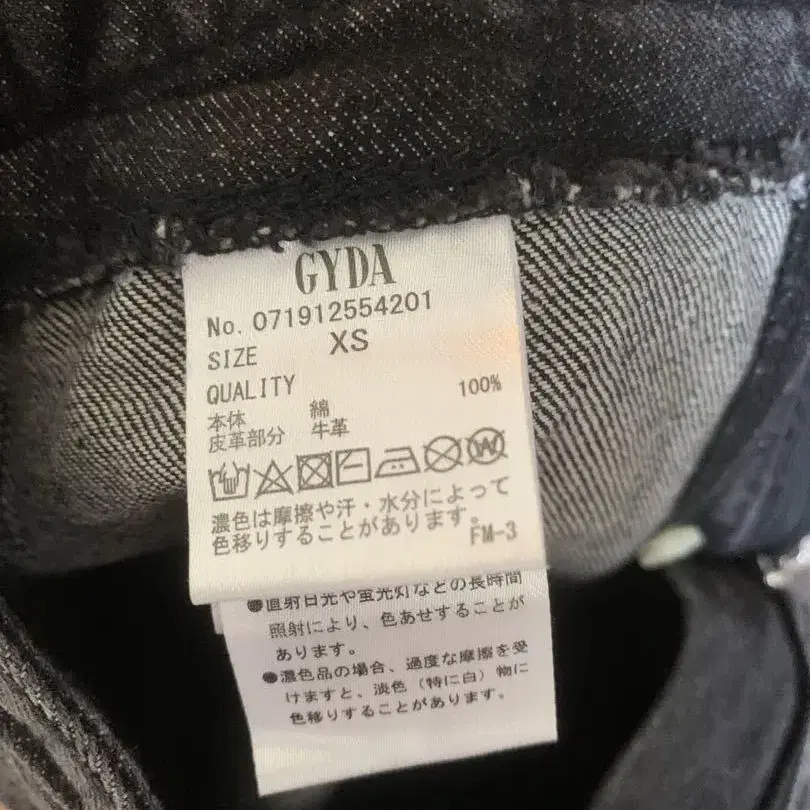 GYDA
No. 071912554201
SIZE XS
QUALITY
本体 綿 100%
皮革部分 牛革
濃色は摩擦や汗・水分によって
色移りすることがあります。
FM-3
●直射日光や蛍光灯などの長時間
照射により、色あせすることが
あります。
●濃色品の場合、過度な摩擦を受
けますと、淡色（特に白）物に
色移りすることがあります。